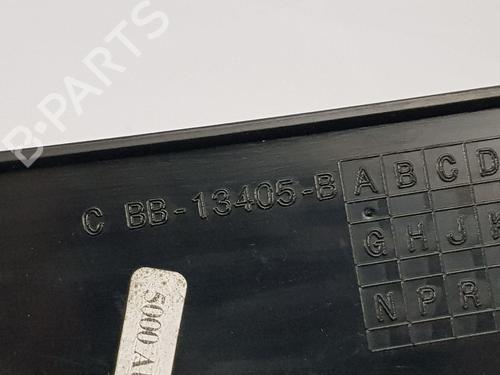 B-PARTS
C BB-13405-B
A B C D
G H J K
N P R
5000 A